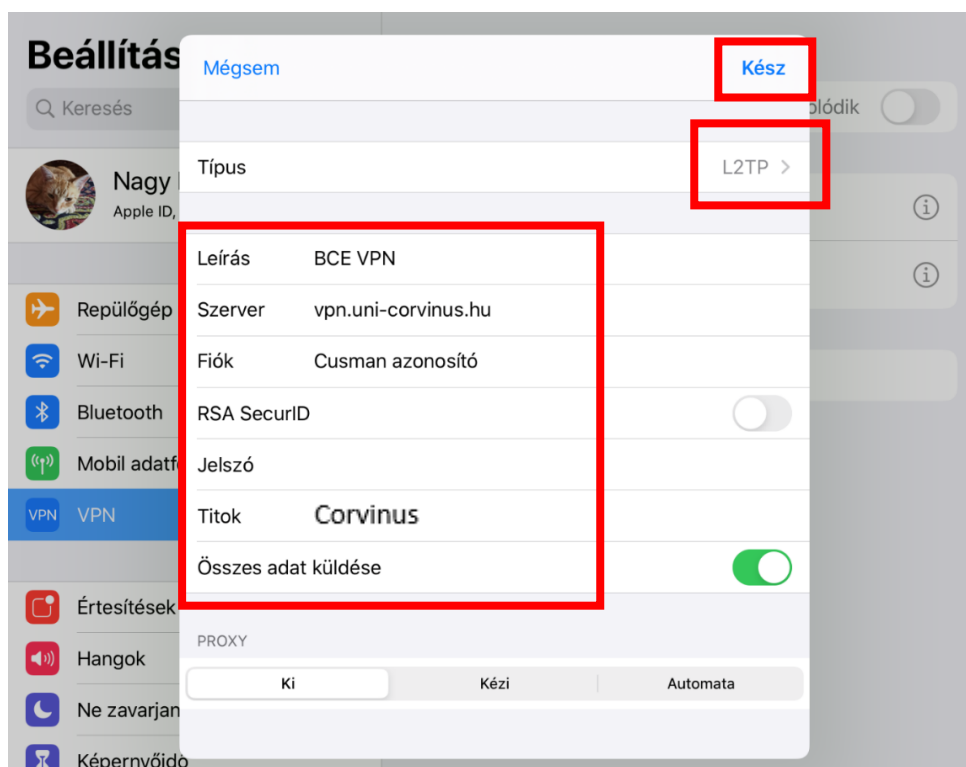 Beállítás
Keresés
Nagy
Apple ID,
Repülőgép
Wi-Fi
Bluetooth
Mobil adatf
VPN VPN
Értesítések
Hangok
Ne zavarjan
Képernyőidő
Mégsem Kész
Típus L2TP
Leírás BCE VPN
Szerver vpn.uni-corvinus.hu
Fiók Cusman azonosító
RSA SecurID
Jelszó
Titok Corvinus
Összes adat küldése
PROXY
Ki Kézi Automata
lódik